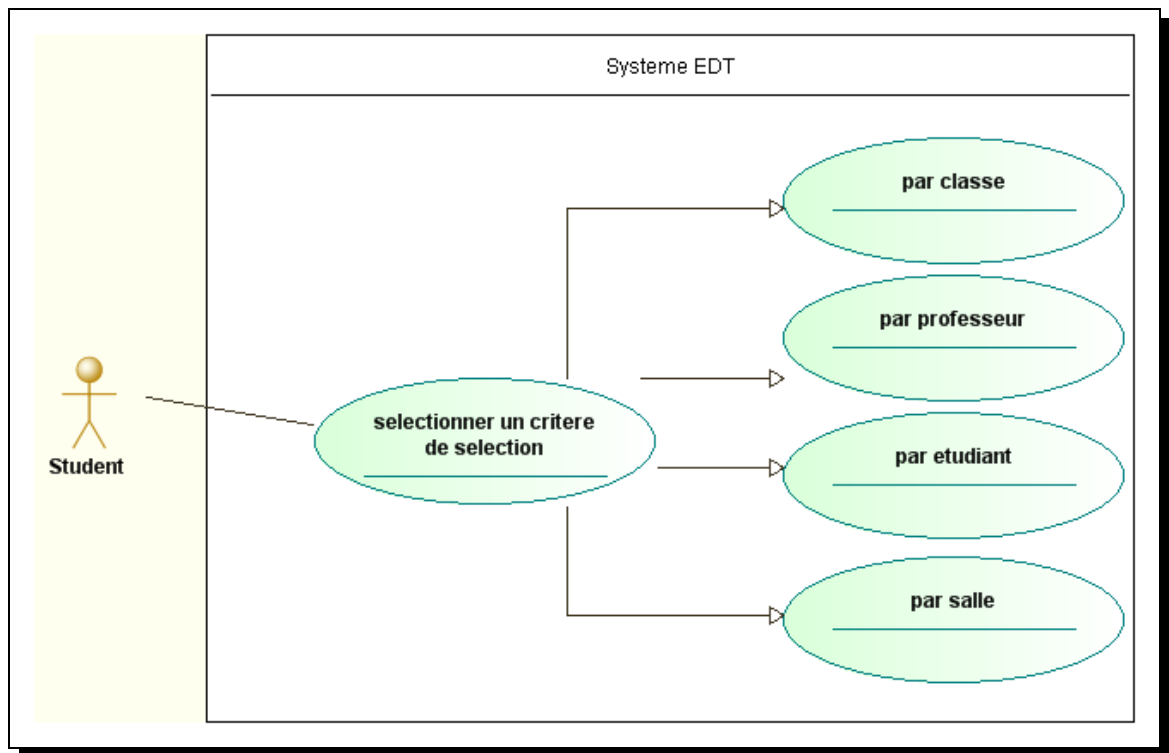 Systeme EDT
par classe
par professeur
selectionner un critere
de selection
par etudiant
Student
par salle